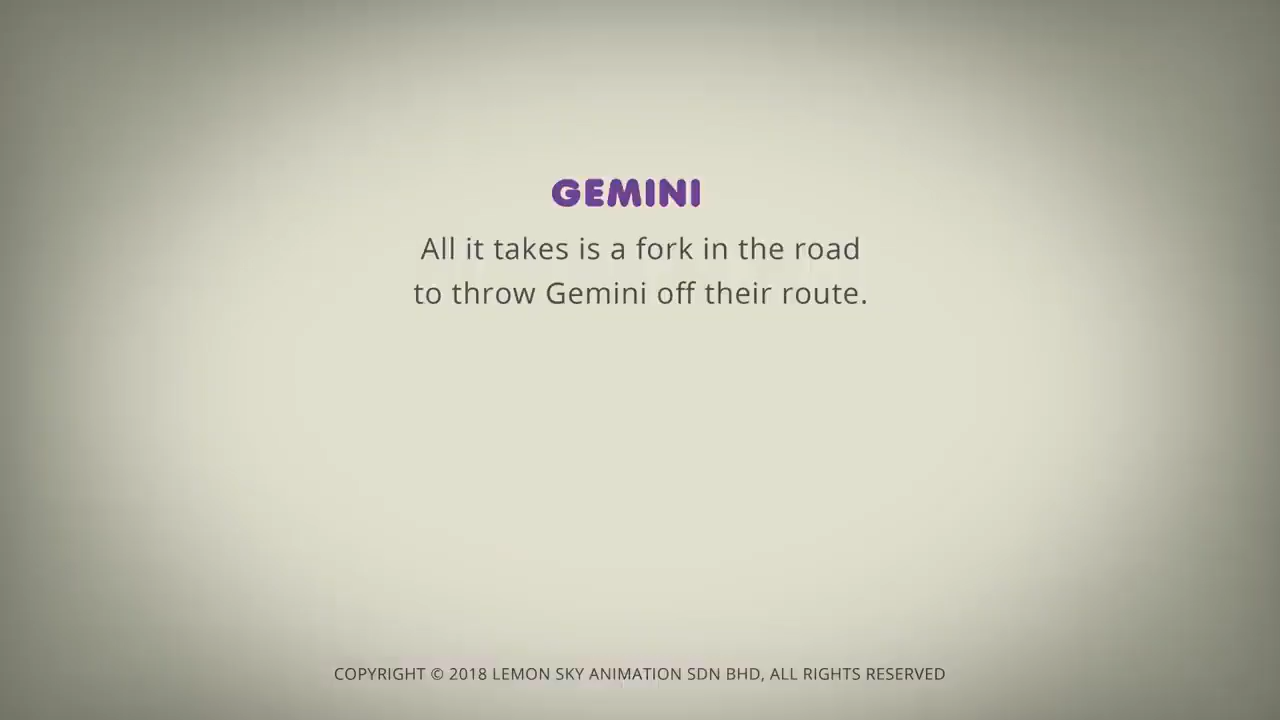 GEMINI
All it takes is a fork in the road
to throw Gemini off their route.
COPYRIGHT © 2018 LEMON SKY ANIMATION SDN BHD, ALL RIGHTS RESERVED